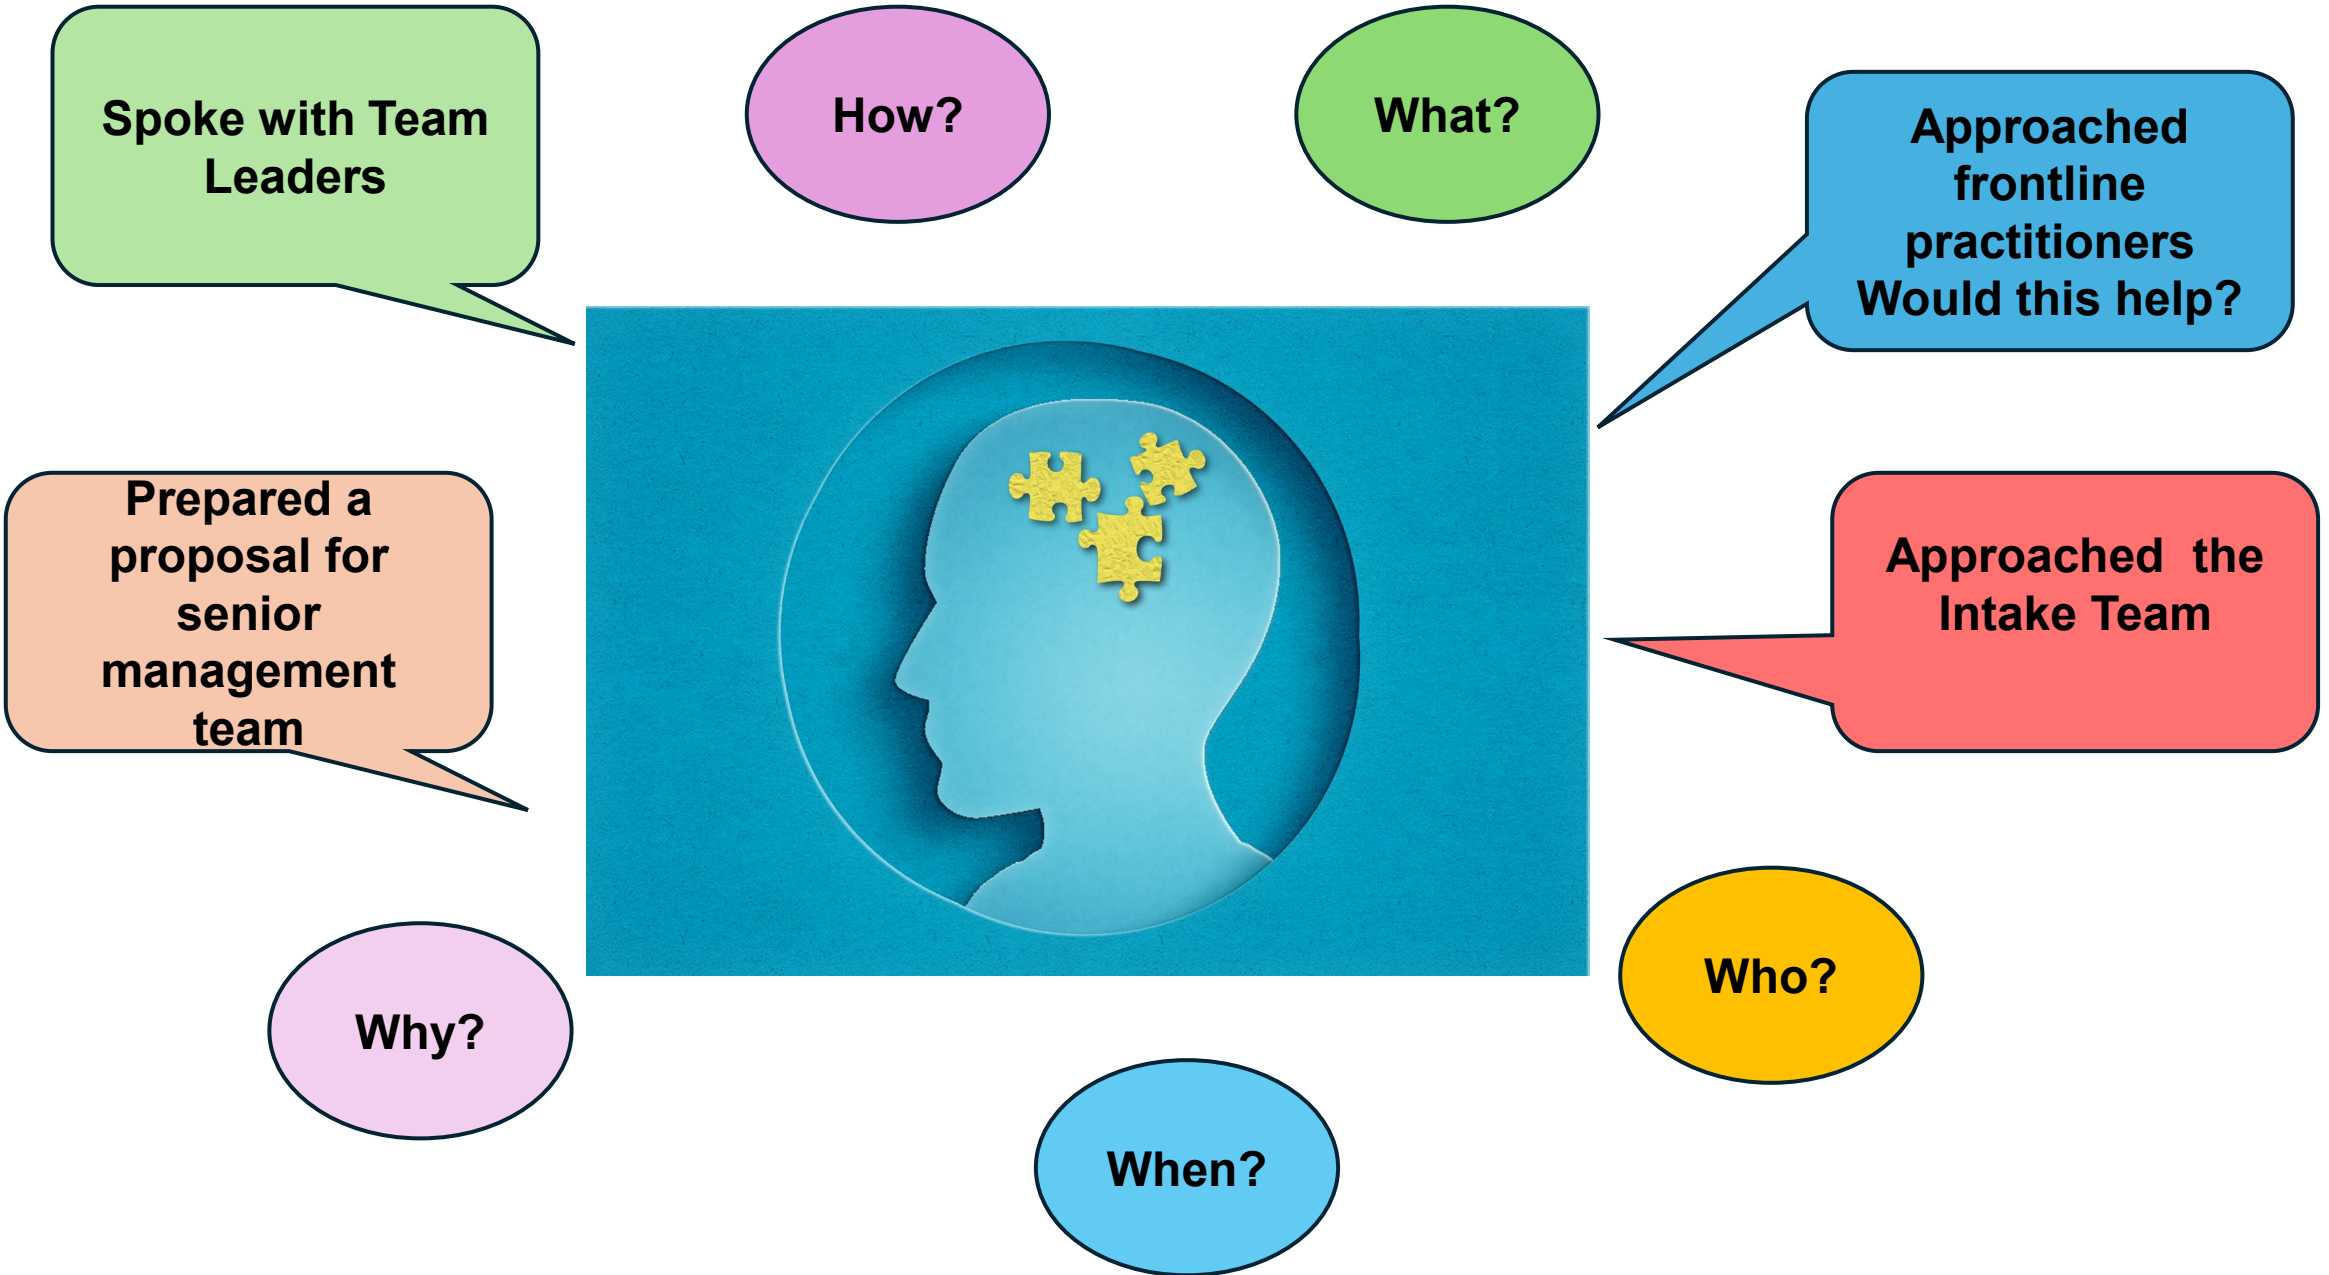 Spoke with Team
Leaders
How?
What?
Approached
frontline
practitioners
Would this help?
Prepared a
proposal for
senior
management
team
Approached  the
Intake Team
Why?
Who?
When?